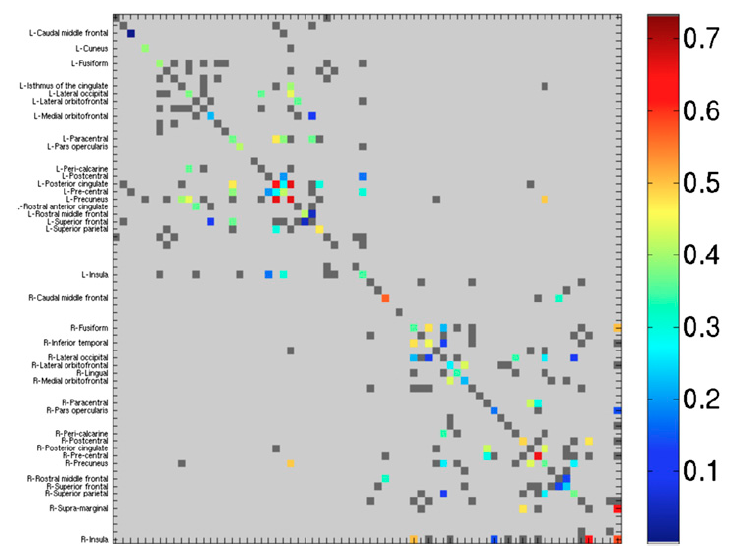 L-Caudal middle frontal
L-Cuneus
L-Fusiform
L-Isthmus of the cingulate
L-Lateral occipital
L-Lateral orbitofrontal
L-Medial orbitofrontal
L-Paracentral
L-Pars opercularis
L-Peri-calcarine
L-Postcentral
L-Posterior cingulate
L-Pre-central
L-Precuneus
L-Rostral anterior cingulate
L-Rostral middle frontal
L-Superior frontal
L-Superior parietal
L-Insula
R-Caudal middle frontal
R-Fusiform
R-Inferior temporal
R-Lateral occipital
R-Lateral orbitofrontal
R-Lingual
R-Medial orbitofrontal
R-Paracentral
R-Pars opercularis
R-Peri-calcarine
R-Postcentral
R-Posterior cingulate
R-Pre-central
R-Precuneus
R-Rostral middle frontal
R-Superior frontal
R-Superior parietal
R-Supra-marginal
R-Insula
0.7
0.6
0.5
0.4
0.3
0.2
0.1